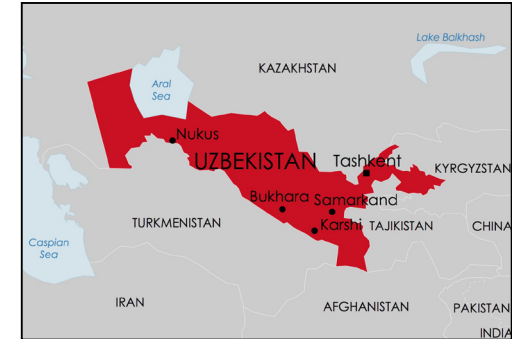 Lake Balkhash
KAZAKHSTAN
Aral
Sea
Nukus
UZBEKISTAN
Tashkent
KYRGYZSTAN
Bukhara
Samarkand
TURKMENISTAN
Karshi
TAJIKISTAN
CHINA
Caspian
Sea
IRAN
AFGHANISTAN
PAKISTAN
INDIA